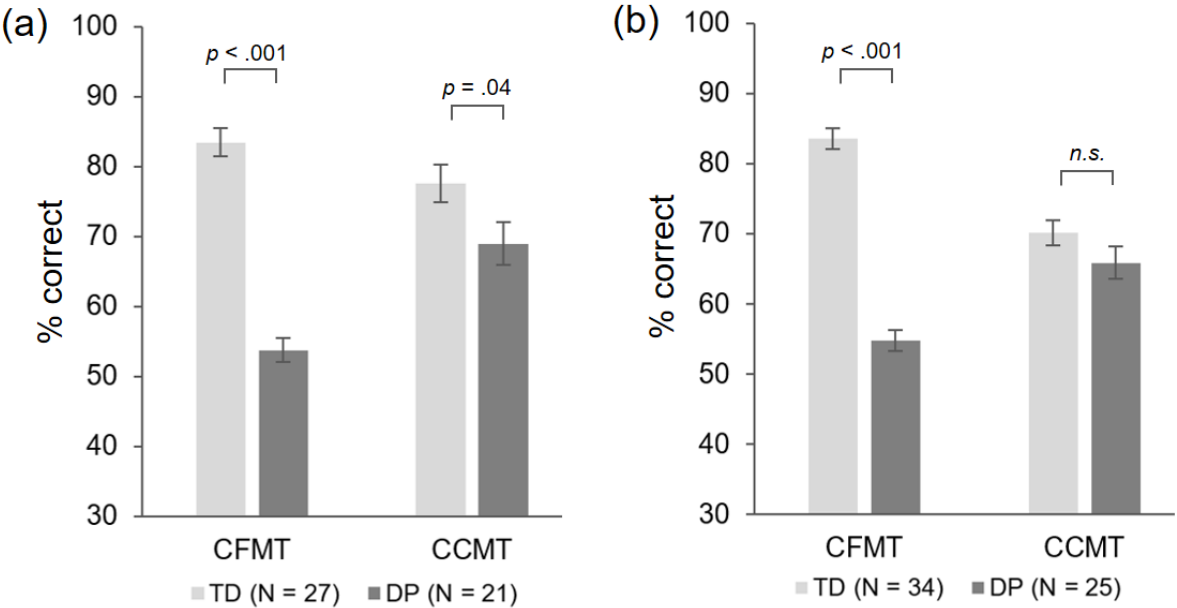 (a)
% correct
100
90
80
70
60
50
40
30
p < .001
p = .04
CFMT
CCMT
TD (N = 27)
DP (N = 21)
(b)
% correct
100
90
80
70
60
50
40
30
p < .001
n.s.
CFMT
CCMT
TD (N = 34)
DP (N = 25)